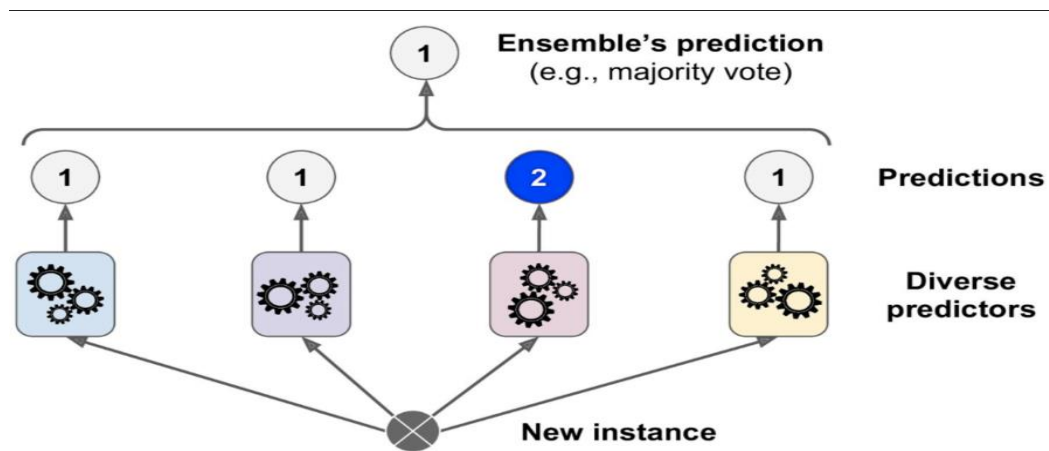 1
Ensemble's prediction
(e.g., majority vote)
1 1 2 1
Predictions
Diverse
predictors
New instance